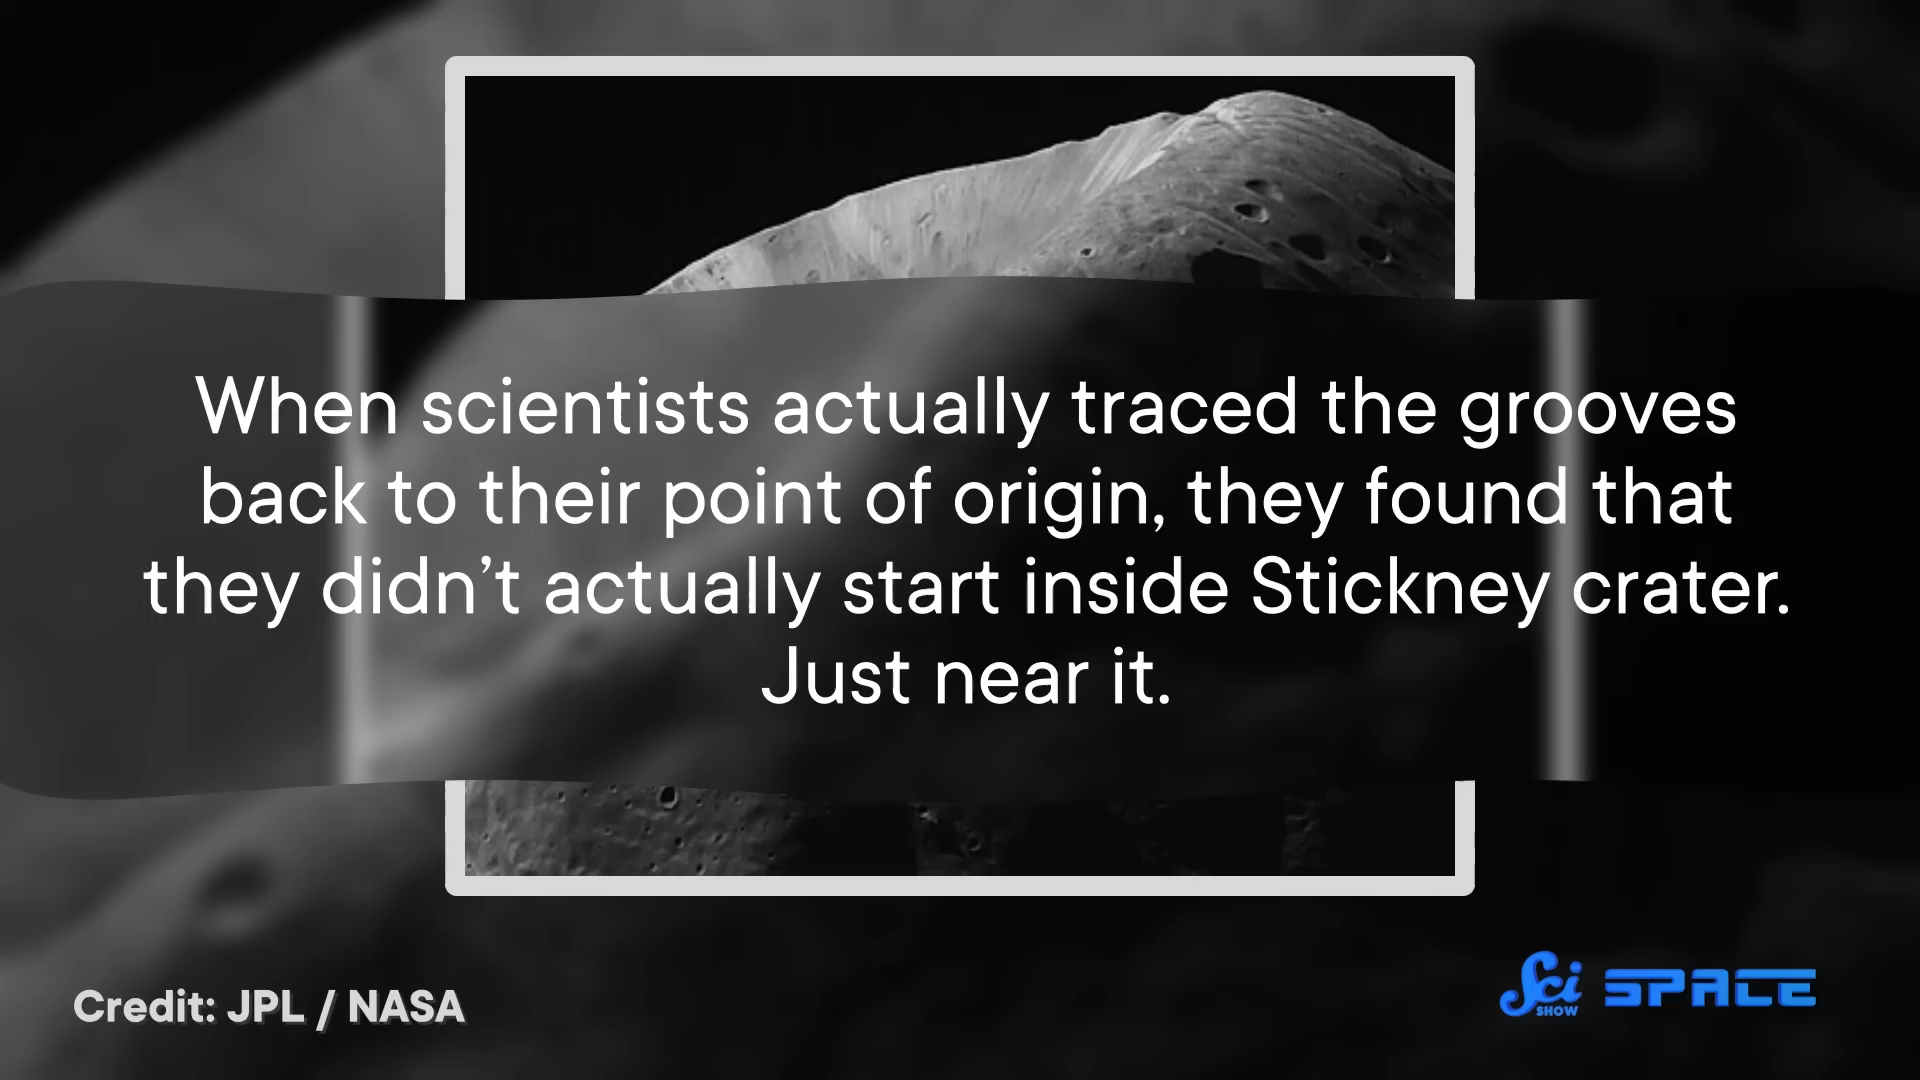 When scientists actually traced the grooves
back to their point of origin, they found that
they didn’t actually start inside Stickney crater.
Just near it.
Credit: JPL / NASA
Sci SHOW SPACE